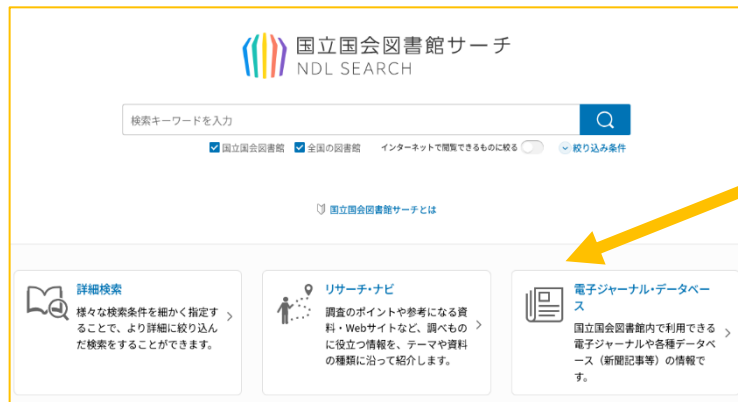 国立国会図書館サーチ
NDL SEARCH
検索キーワードを入力
国立国会図書館 全国の図書館 インターネットで閲覧できるものに絞る 絞り込み条件
国立国会図書館サーチとは
詳細検索
様々な検索条件を細かく指定す
ることで、より詳細に絞り込ん
だ検索をすることができます。
リサーチ・ナビ
調査のポイントや参考になる資
料・Webサイトなど、調べもの
に役立つ情報を、テーマや資料
の種類に沿って紹介します。
電子ジャーナル・データベー
ス
国立国会図書館内で利用できる
電子ジャーナルや各種データベ
ース（新聞記事等）の情報で
す。